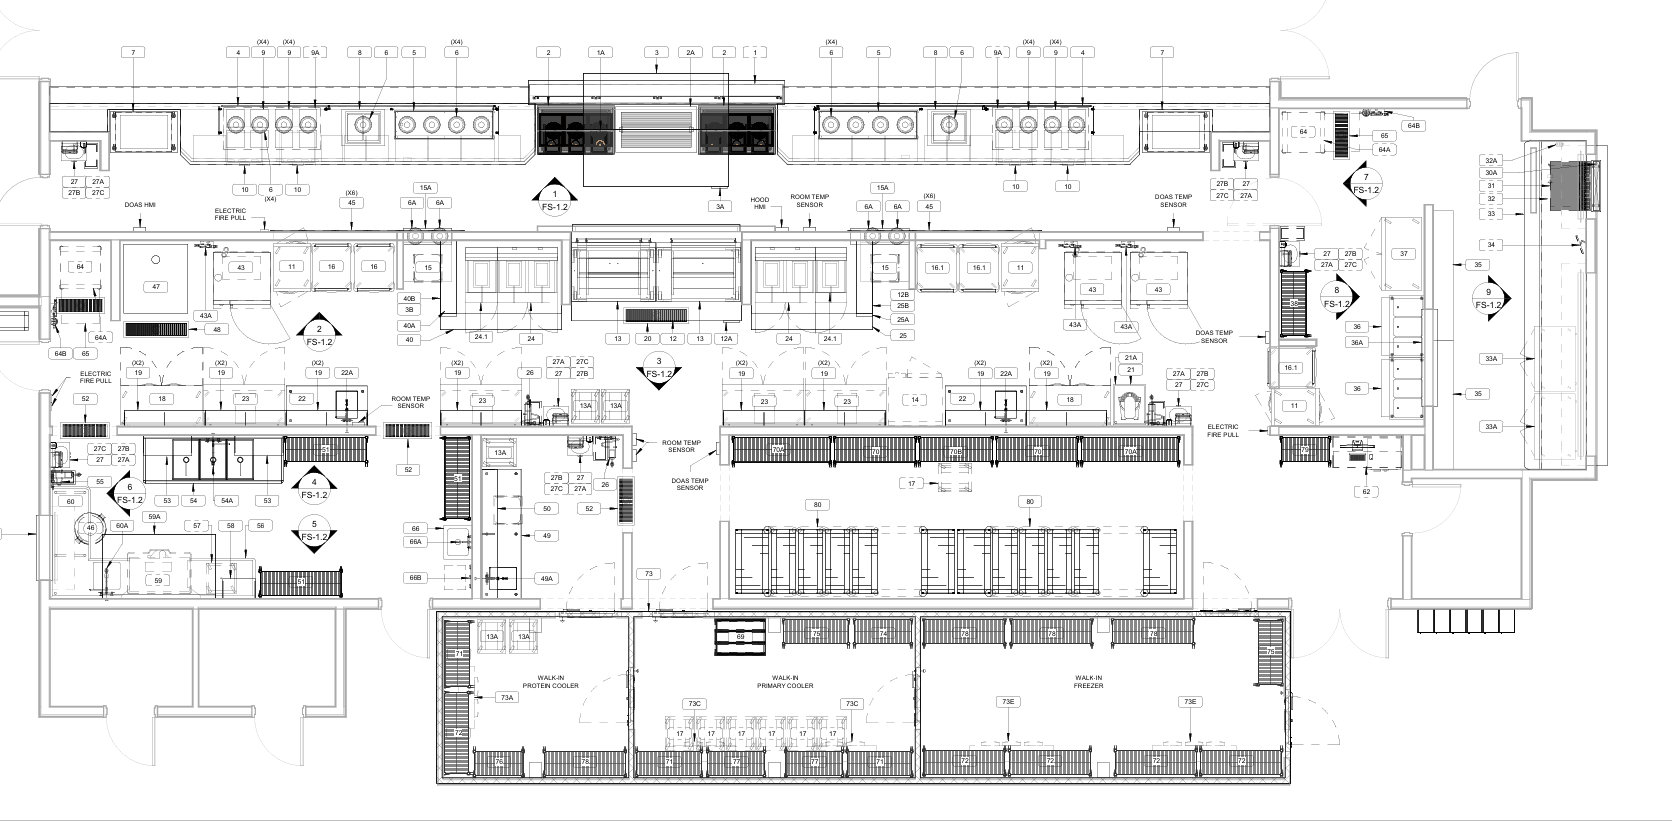 (X4) (X4) (X4) (X4) (X4) (X4)
7 4 9 9 9A 8 6 5 6 2 1A 3 2A 2 1 6 5 8 6 9A 9 9 4 7
64 65 64B
64A
27 27A
27B 27C
10 6 10
(X4)
1
FS-1.2
3A
10 10
27B 27
27C 27A
7
FS-1.2
32A
30A
31
32
33
DOAS HMI
ELECTRIC
FIRE PULL
(X6)
45
15A
6A 6A
HOOD
HMI
ROOM TEMP
SENSOR
15A
6A 6A
(X6)
45
DOAS TEMP
SENSOR
34
64 47 43 11 16 16 15 15 16.1 16.1 11 43 43
27 27B
27A 27C
37 35
40B
3B
40A
40
12B
25B
25A
25
38
8
FS-1.2
9
FS-1.2
43A 48 2
FS-1.2
24.1 24 13 20 12 13 12A 24 24.1 43A 43A
DOAS TEMP
SENSOR
36
36A
64B 65 64A
3
FS-1.2
33A
(X2) (X2) (X2) (X2) (X2) (X2) (X2) (X2)
19 19 19 22A 19 26 27A 27C
27 27B
19 19 19 22A 19 21A
21
27A 27B
27 27C
16.1
ELECTRIC
FIRE PULL
52
18 23 22 23 13A 13A 23 23 14 22 18 11 36 35
ROOM TEMP
SENSOR
33A
ELECTRIC
FIRE PULL
27C 27B
27 27A
51 52 51 13A
ROOM TEMP
SENSOR
70A 70 70B 70 70A 79
DOAS TEMP
SENSOR
55 6
FS-1.2
53 54 54A 53
4
FS-1.2
27B 27
27C 27A
26 17 62
60 46 60A 59A 57 58 56
5
FS-1.2
66
66A
50 52
49
80 80
59 51 66B 49A 73
71 13A 13A 69 75 74 78 78 78 75
WALK-IN
PROTEIN COOLER
WALK-IN
PRIMARY COOLER
WALK-IN
FREEZER
73A 73C 73C 73E 73E
72 17 17 17 17 17 17
76 78 71 77 77 71 72 72 72 72